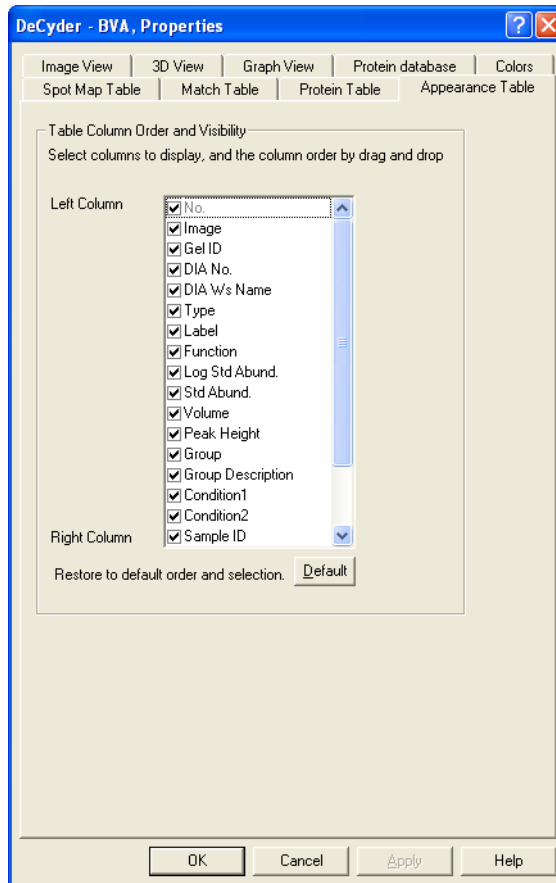 DeCyder - BVA, Properties
Image View
3D View
Graph View
Protein database
Colors
Spot Map Table
Match Table
Protein Table
Appearance Table
Table Column Order and Visibility
Select columns to display, and the column order by drag and drop
Left Column
No.
Image
Gel ID
DIA No.
DIA Ws Name
Type
Label
Function
Log Std Abund.
Std Abund.
Volume
Peak Height
Group
Group Description
Condition1
Condition2
Right Column
Sample ID
Restore to default order and selection.
Default
OK
Cancel
Apply
Help